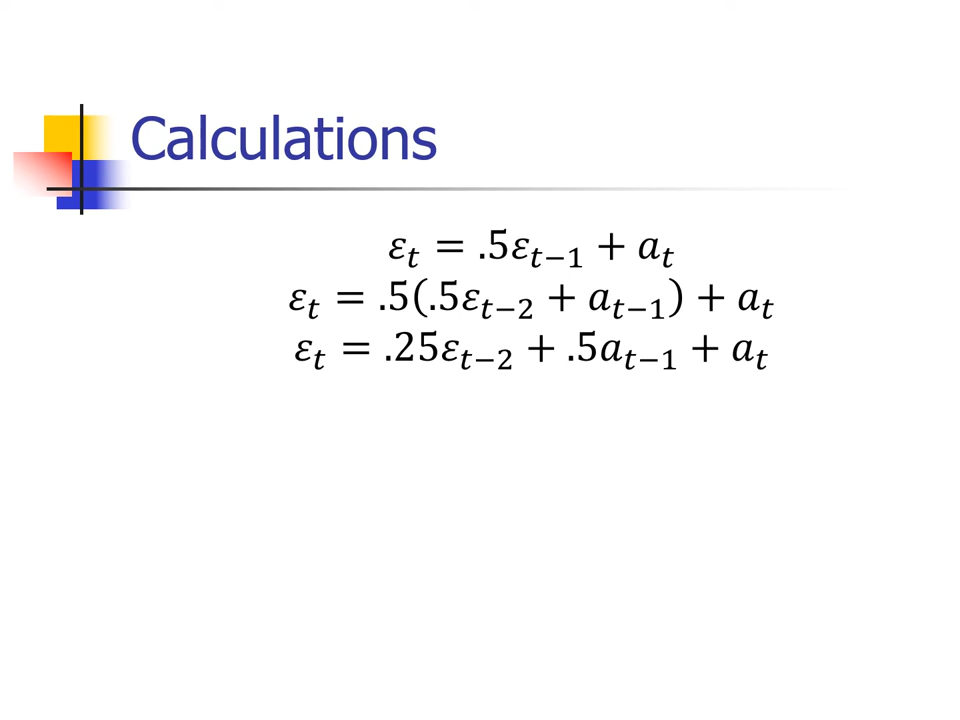 Calculations
𝜀ₜ = .5𝜀ₜ₋₁ + 𝑎ₜ
𝜀ₜ = .5(.5𝜀ₜ₋₂ + 𝑎ₜ₋₁) + 𝑎ₜ
𝜀ₜ = .25𝜀ₜ₋₂ + .5𝑎ₜ₋₁ + 𝑎ₜ